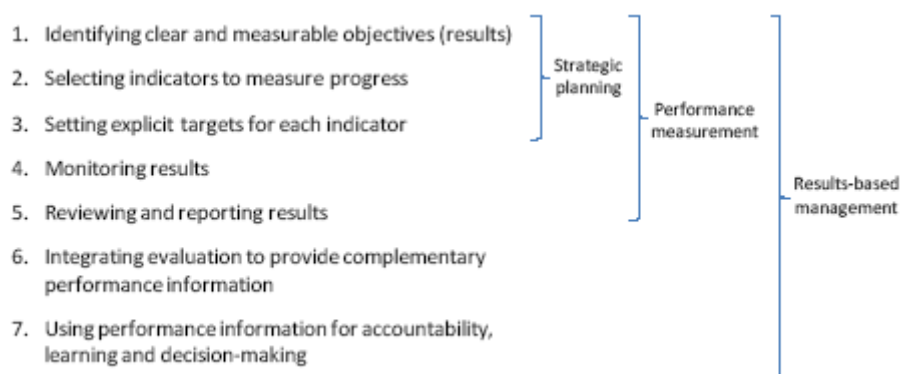 1. Identifying clear and measurable objectives (results)
2. Selecting indicators to measure progress
3. Setting explicit targets for each indicator
4. Monitoring results
5. Reviewing and reporting results
6. Integrating evaluation to provide complementary
performance information
7. Using performance information for accountability,
learning and decision-making
Strategic
planning
Performance
measurement
Results-based
management